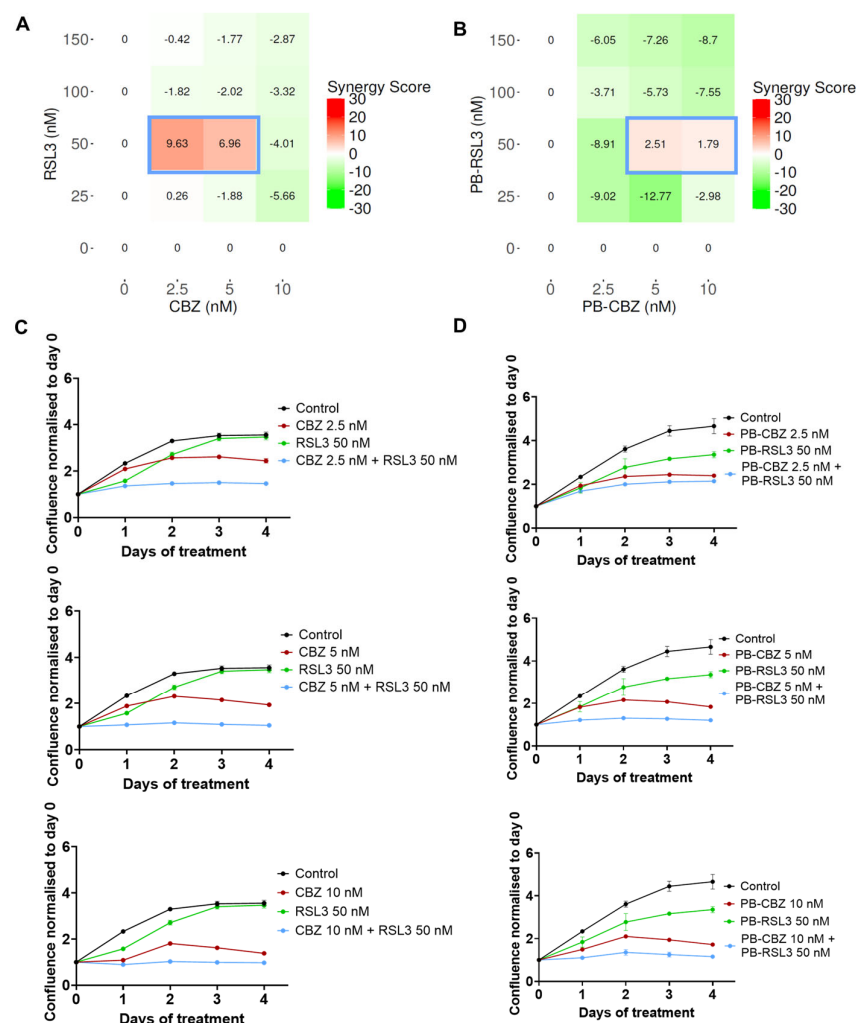 A
150- 0 -0.42 -1.77 -2.87
100- 0 -1.82 -2.02 -3.32
50- 0 9.63 6.96 -4.01
25- 0 0.26 -1.88 -5.66
0- 0 0 0 0
0 2.5 5 10
RSL3 (nM)
CBZ (nM)
Synergy Score
30
20
10
0
-10
-20
-30
B
150- 0 -6.05 -7.26 -8.7
100- 0 -3.71 -5.73 -7.55
50- 0 -8.91 2.51 1.79
25- 0 -9.02 -12.77 -2.98
0- 0 0 0 0
0 2.5 5 10
PB-RSL3 (nM)
PB-CBZ (nM)
Synergy Score
30
20
10
0
-10
-20
-30
C
Confluence normalised to day 0
6
4
2
0
0 1 2 3 4
Days of treatment
Control
CBZ 2.5 nM
RSL3 50 nM
CBZ 2.5 nM + RSL3 50 nM
Confluence normalised to day 0
6
4
2
0
0 1 2 3 4
Days of treatment
Control
CBZ 5 nM
RSL3 50 nM
CBZ 5 nM + RSL3 50 nM
Confluence normalised to day 0
6
4
2
0
0 1 2 3 4
Days of treatment
Control
CBZ 10 nM
RSL3 50 nM
CBZ 10 nM + RSL3 50 nM
D
Confluence normalised to day 0
6
4
2
0
0 1 2 3 4
Days of treatment
Control
PB-CBZ 2.5 nM
PB-RSL3 50 nM
PB-CBZ 2.5 nM +
PB-RSL3 50 nM
Confluence normalised to day 0
6
4
2
0
0 1 2 3 4
Days of treatment
Control
PB-CBZ 5 nM
PB-RSL3 50 nM
PB-CBZ 5 nM +
PB-RSL3 50 nM
Confluence normalised to day 0
6
4
2
0
0 1 2 3 4
Days of treatment
Control
PB-CBZ 10 nM
PB-RSL3 50 nM
PB-CBZ 10 nM +
PB-RSL3 50 nM